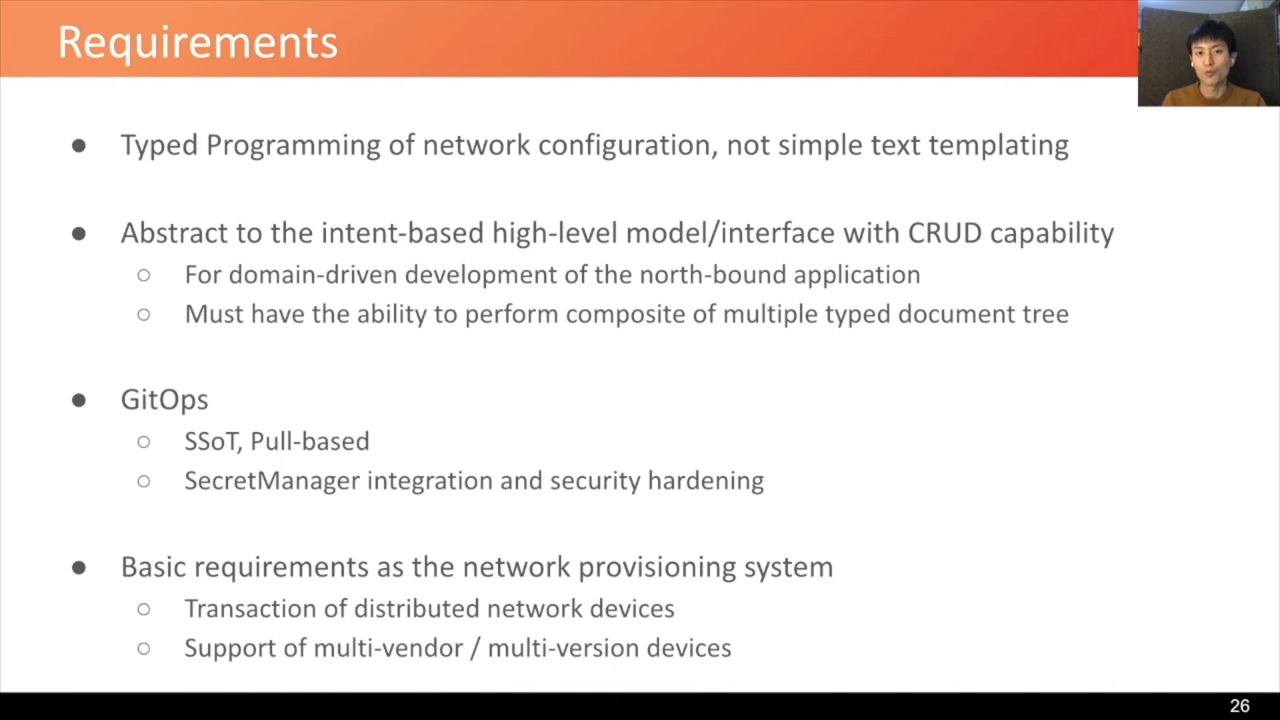 Requirements
● Typed Programming of network configuration, not simple text templating
● Abstract to the intent-based high-level model/interface with CRUD capability
○ For domain-driven development of the north-bound application
○ Must have the ability to perform composite of multiple typed document tree
● GitOps
○ SSoT, Pull-based
○ SecretManager integration and security hardening
● Basic requirements as the network provisioning system
○ Transaction of distributed network devices
○ Support of multi-vendor / multi-version devices
26